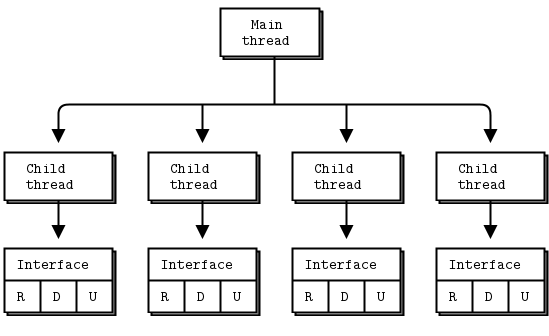 Main
thread
Child
thread
Child
thread
Child
thread
Child
thread
Interface
R D U
Interface
R D U
Interface
R D U
Interface
R D U